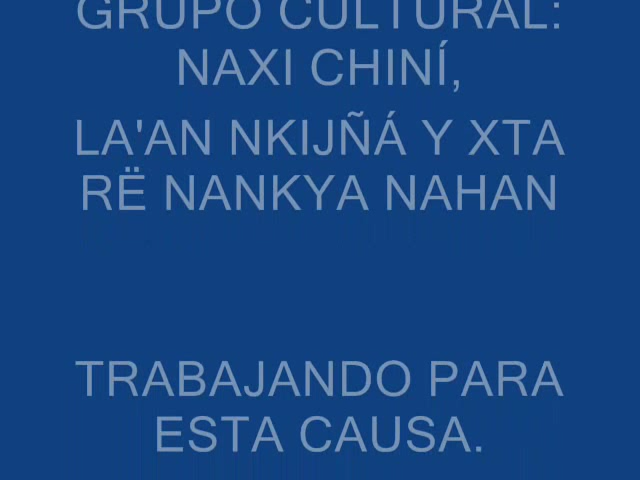 GRUPO CULTURAL:
NAXI CHINÍ,
LA'AN NKIJÑÁ Y XTA
RË NANKYA NAHAN
TRABAJANDO PARA
ESTA CAUSA.